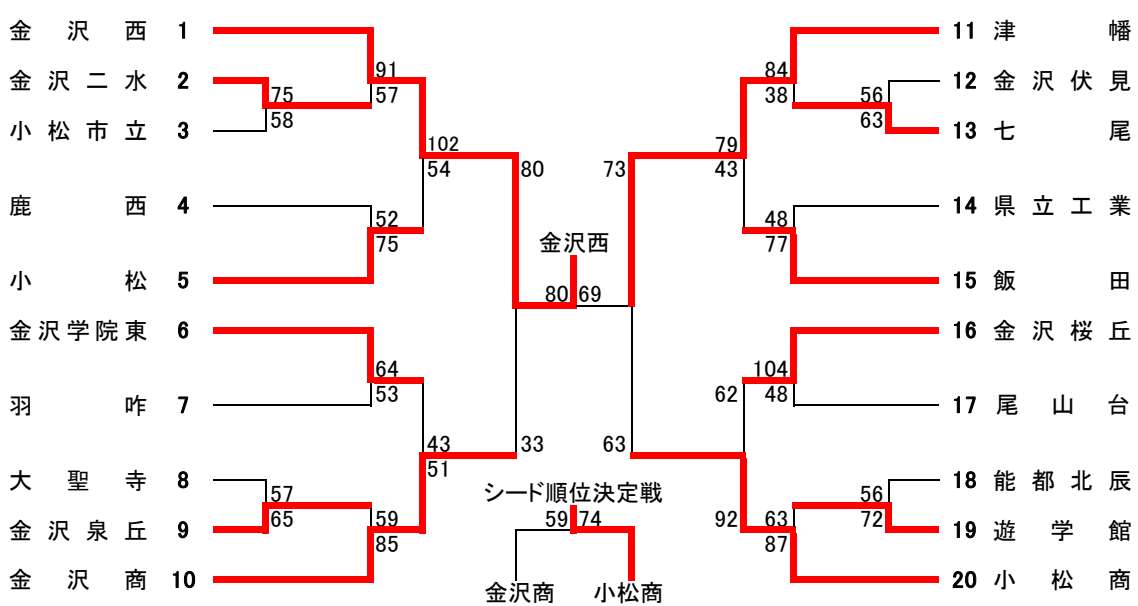 金沢西 1
金沢二水 2
小松市立 3
鹿西 4
小松 5
金沢学院東 6
羽咋 7
大聖寺 8
金沢泉丘 9
金沢商 10
75
58
91
57
52
75
64
53
57
65
59
85
102
54
43
51
80
33
金沢西
80 69
シード順位決定戦
59 74
金沢商 小松商
73
63
79
43
62
92
84
38
48
77
104
48
63
87
56
63
56
72
11 津幡
12 金沢伏見
13 七尾
14 県立工業
15 飯田
16 金沢桜丘
17 尾山台
18 能都北辰
19 遊学館
20 小松商